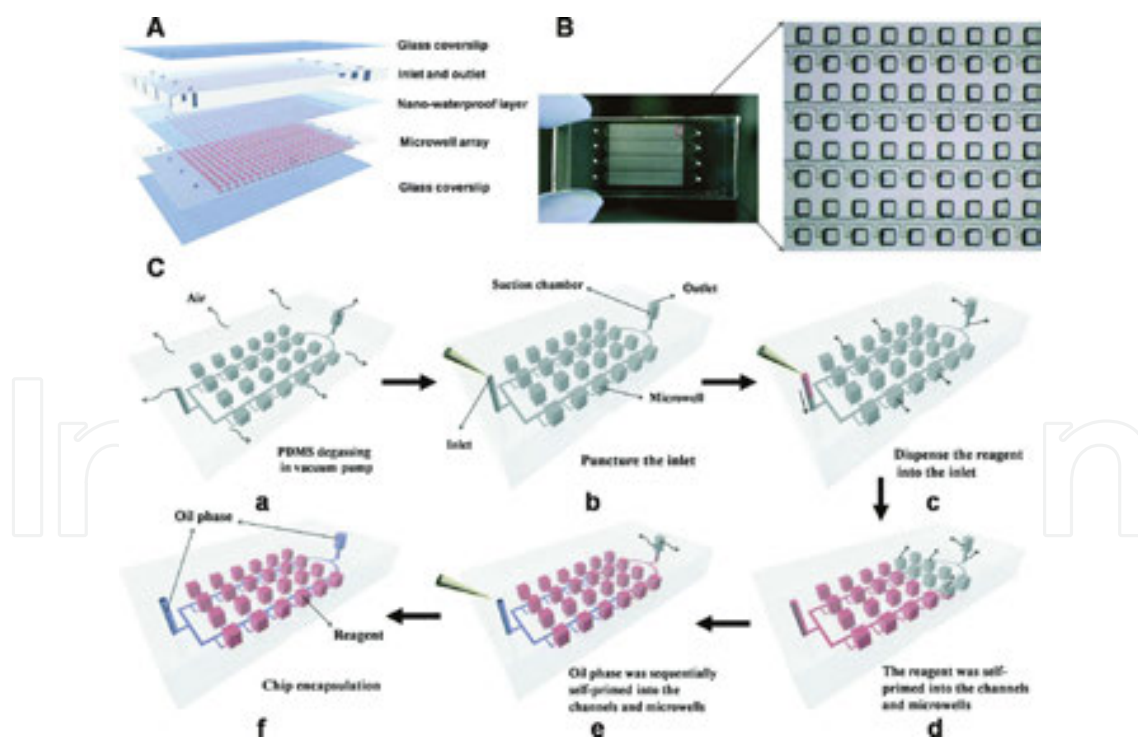 A
Glass coverslip
Inlet and outlet
Nano-waterproof layer
Microwell array
Glass coverslip
B
C
Air
PDMS degassing
in vacuum pump
a
Suction chamber
Outlet
Microwell
Inlet
Puncture the inlet
b
Dispense the reagent
into the inlet
c
Oil phase
Reagent
Chip encapsulation
f
Oil phase was sequentially
self-primed into the
channels and microwells
e
The reagent was self-
primed into the channels
and microwells
d
In
n